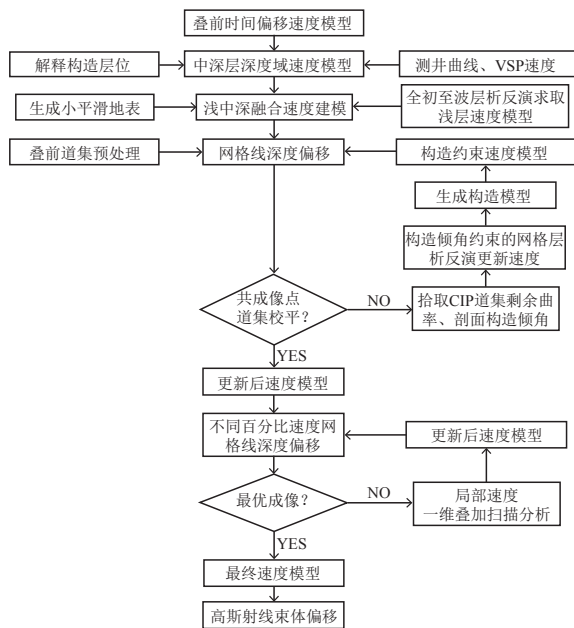 叠前时间偏移速度模型
解释构造层位
中深层深度域速度模型
测井曲线、VSP速度
生成小平滑地表
浅中深融合速度建模
全初至波层析反演求取
浅层速度模型
叠前道集预处理
网格线深度偏移
构造约束速度模型
生成构造模型
构造倾角约束的网格层
析反演更新速度
共成像点
道集校平？
NO
拾取CIP道集剩余曲
率、剖面构造倾角
YES
更新后速度模型
不同百分比速度网
格线深度偏移
更新后速度模型
最优成像？
NO
局部速度
一维叠加扫描分析
YES
最终速度模型
高斯射线束体偏移